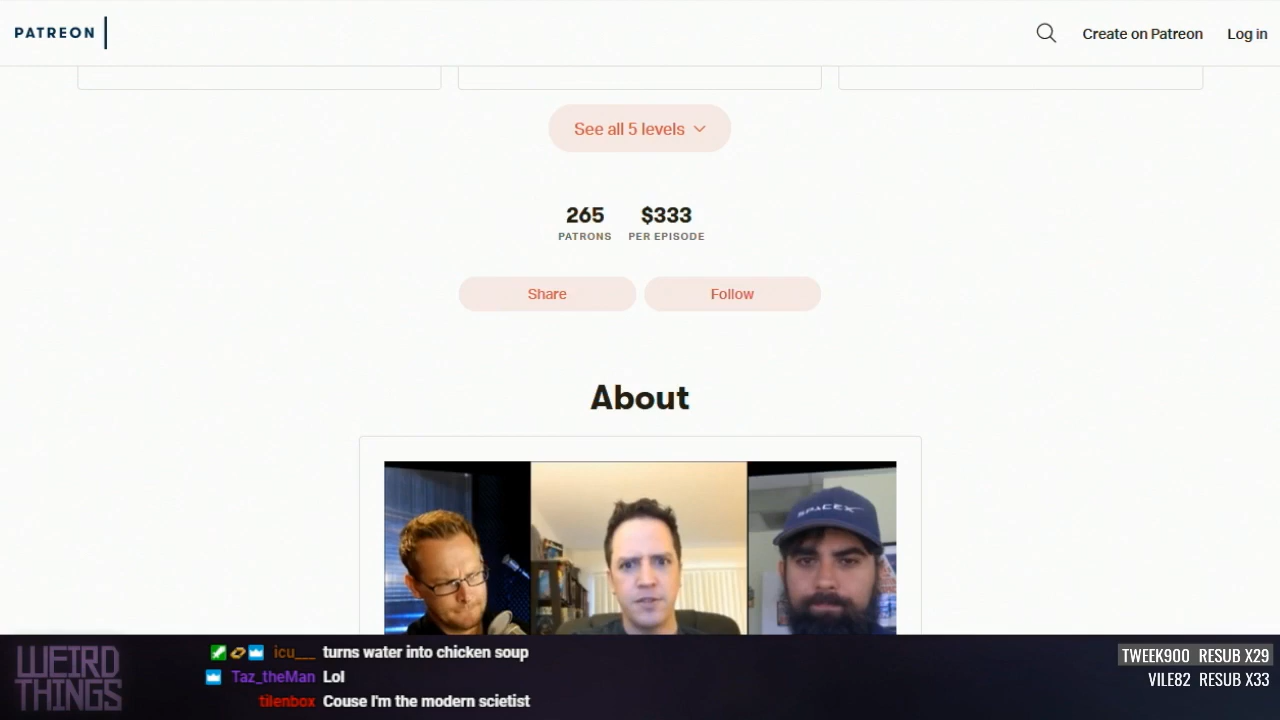 PATREON
Create on Patreon
Log in
See all 5 levels
265
$333
PATRONS
PER EPISODE
Share
Follow
About
SPACEX
WEIRD
THINGS
icu___ turns water into chicken soup
Taz_theMan Lol
tilenbox Couse I'm the modern scietist
TWEEK900 RESUB X29
VILE82 RESUB X33